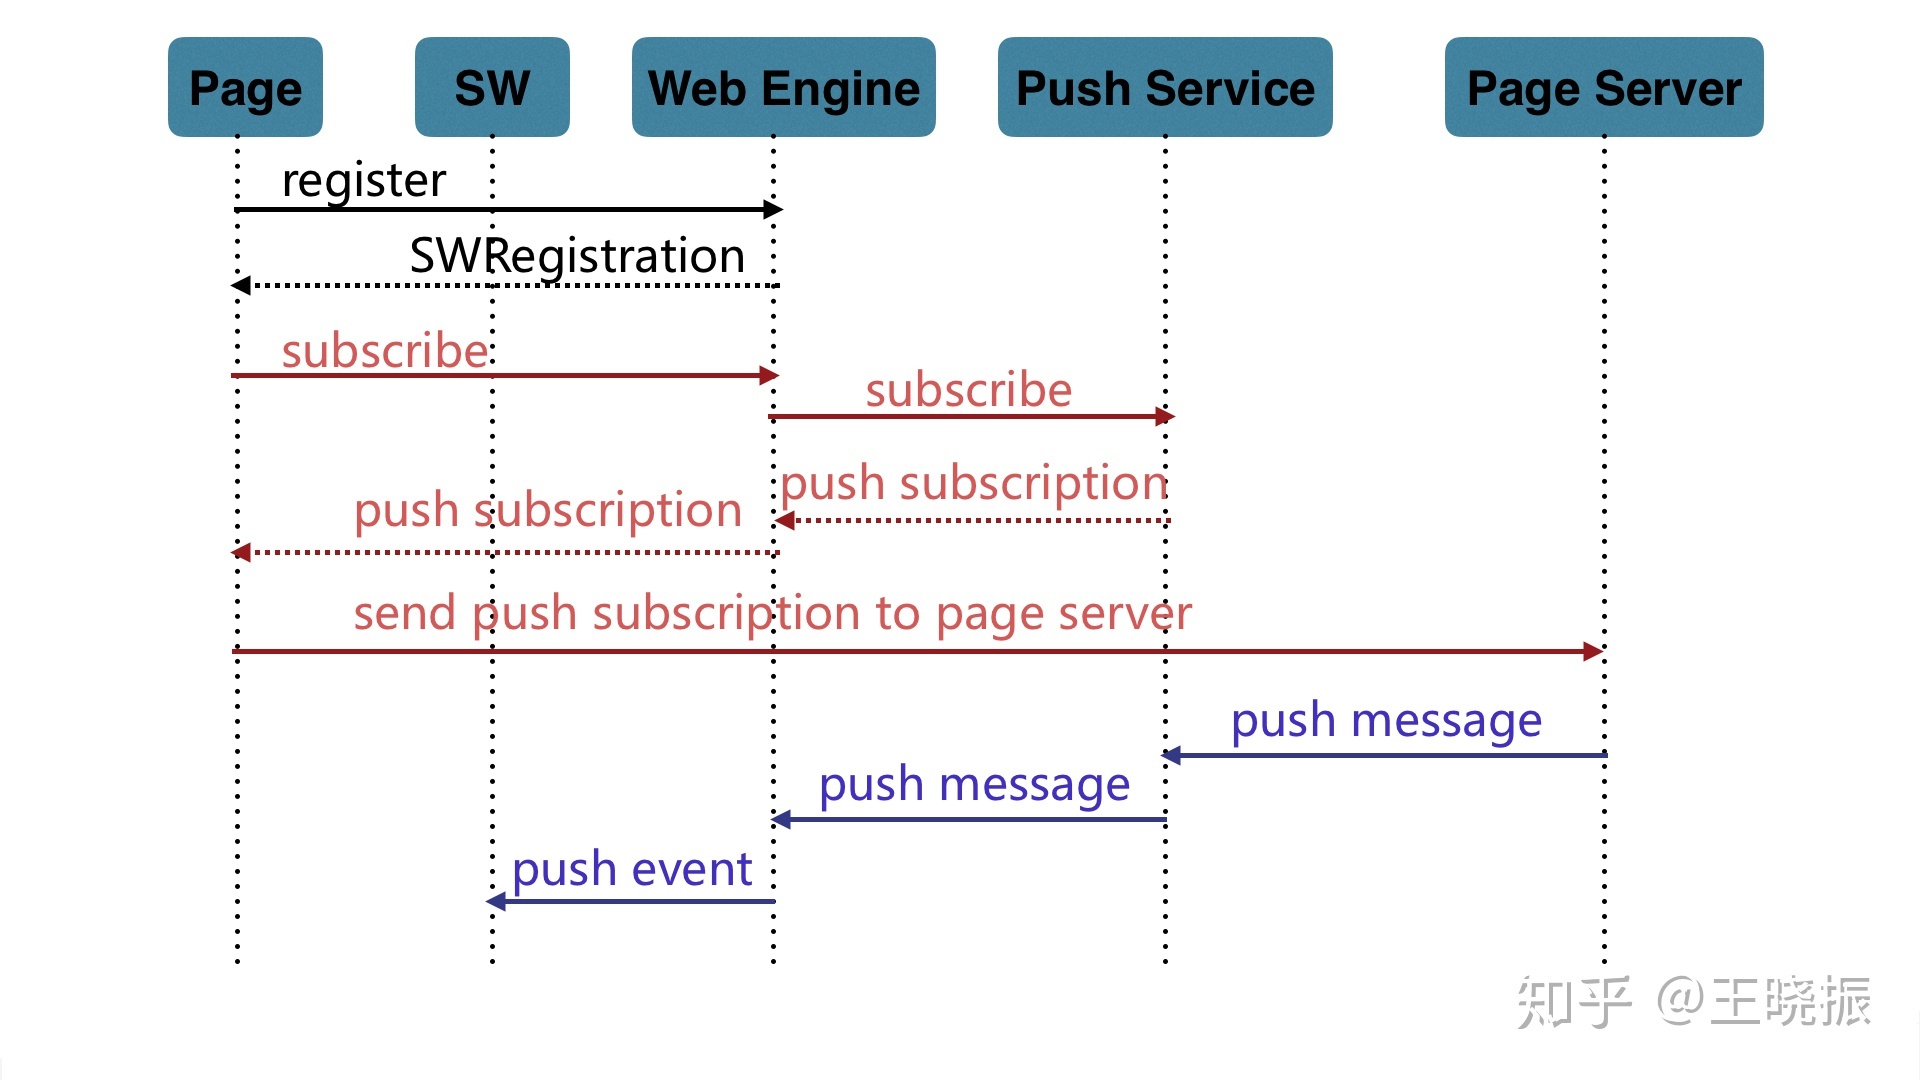 Page
SW
Web Engine
Push Service
Page Server
register
SWRegistration
subscribe
subscribe
push subscription
push subscription
send push subscription to page server
push message
push message
push event
知乎 @王晓振